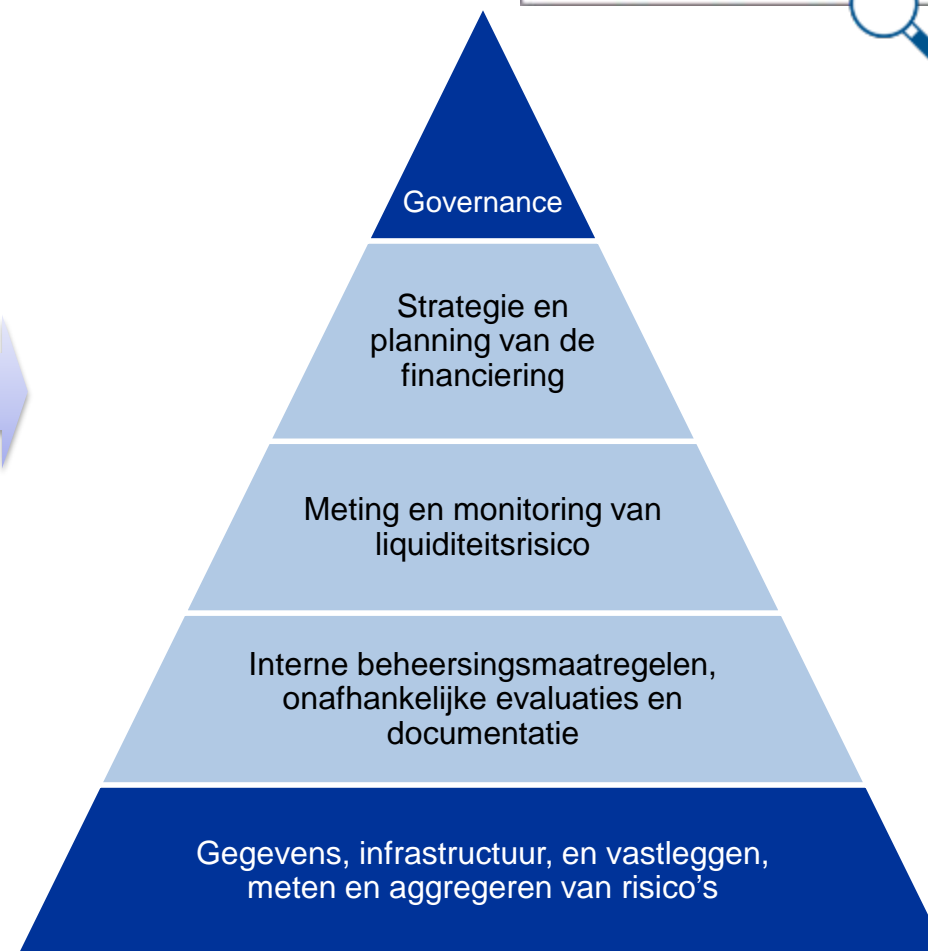 Governance
Strategie en
planning van de
financiering
Meting en monitoring van
liquiditeitsrisico
Interne beheersingsmaatregelen,
onafhankelijke evaluaties en
documentatie
Gegevens, infrastructuur, en vastleggen,
meten en aggregeren van risico’s